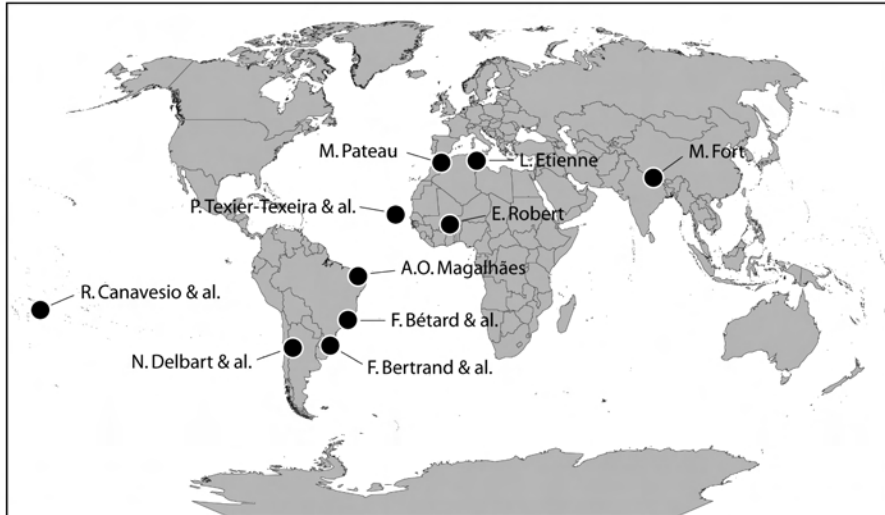 M. Pateau
L. Etienne
M. Fort
P. Texier-Texeira & al.
E. Robert
A.O. Magalhães
R. Canavesio & al.
F. Bétard & al.
N. Delbart & al.
F. Bertrand & al.